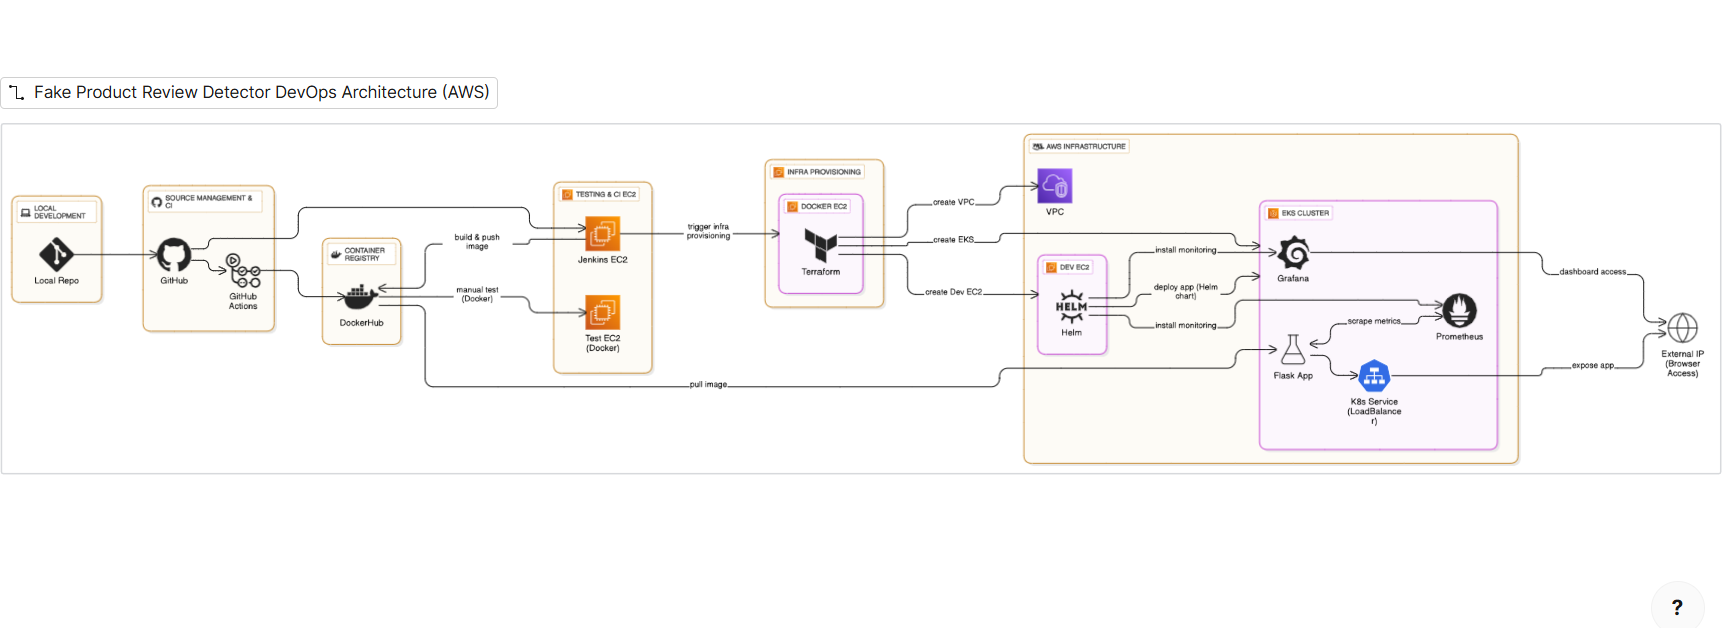 Fake Product Review Detector DevOps Architecture (AWS)
LOCAL
DEVELOPMENT
Local Repo
SOURCE MANAGEMENT &
CI
GitHub
GitHub
Actions
CONTAINER
REGISTRY
DockerHub
build & push
image
manual test
(Docker)
pull image
TESTING & CI EC2
Jenkins EC2
Test EC2
(Docker)
trigger infra
provisioning
INFRA PROVISIONING
DOCKER EC2
Terraform
create VPC
create EKS
create Dev EC2
AWS INFRASTRUCTURE
VPC
DEV EC2
HELM
Helm
install monitoring
deploy app (Helm
chart)
install monitoring
EKS CLUSTER
Grafana
scrape metrics
Prometheus
Flask App
K8s Service
(LoadBalance
r)
dashboard access
expose app
External IP
(Browser
Access)
?